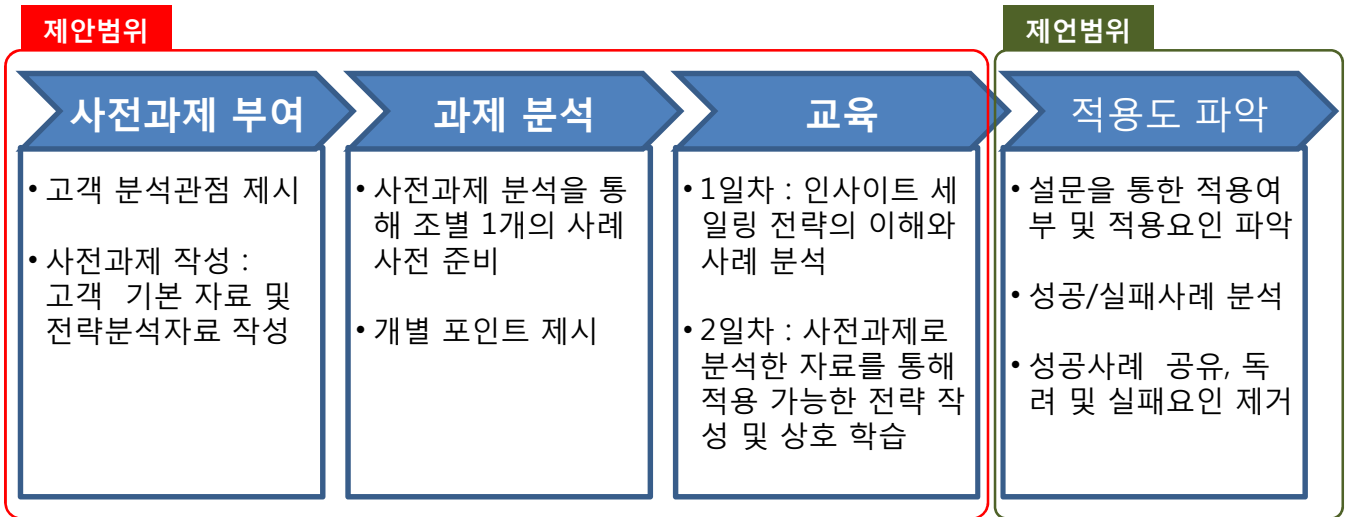 제안범위
제언범위
사전과제 부여
과제 분석
교육
적용도 파악
• 고객 분석관점 제시
• 사전과제 작성 :
고객 기본 자료 및
전략분석자료 작성
• 사전과제 분석을 통
해 조별 1개의 사례
사전 준비
• 개별 포인트 제시
• 1일차 : 인사이트 세
일링 전략의 이해와
사례 분석
• 2일차 : 사전과제로
분석한 자료를 통해
적용 가능한 전략 작
성 및 상호 학습
• 설문을 통한 적용여
부 및 적용요인 파악
• 성공/실패사례 분석
• 성공사례 공유, 독
려 및 실패요인 제거